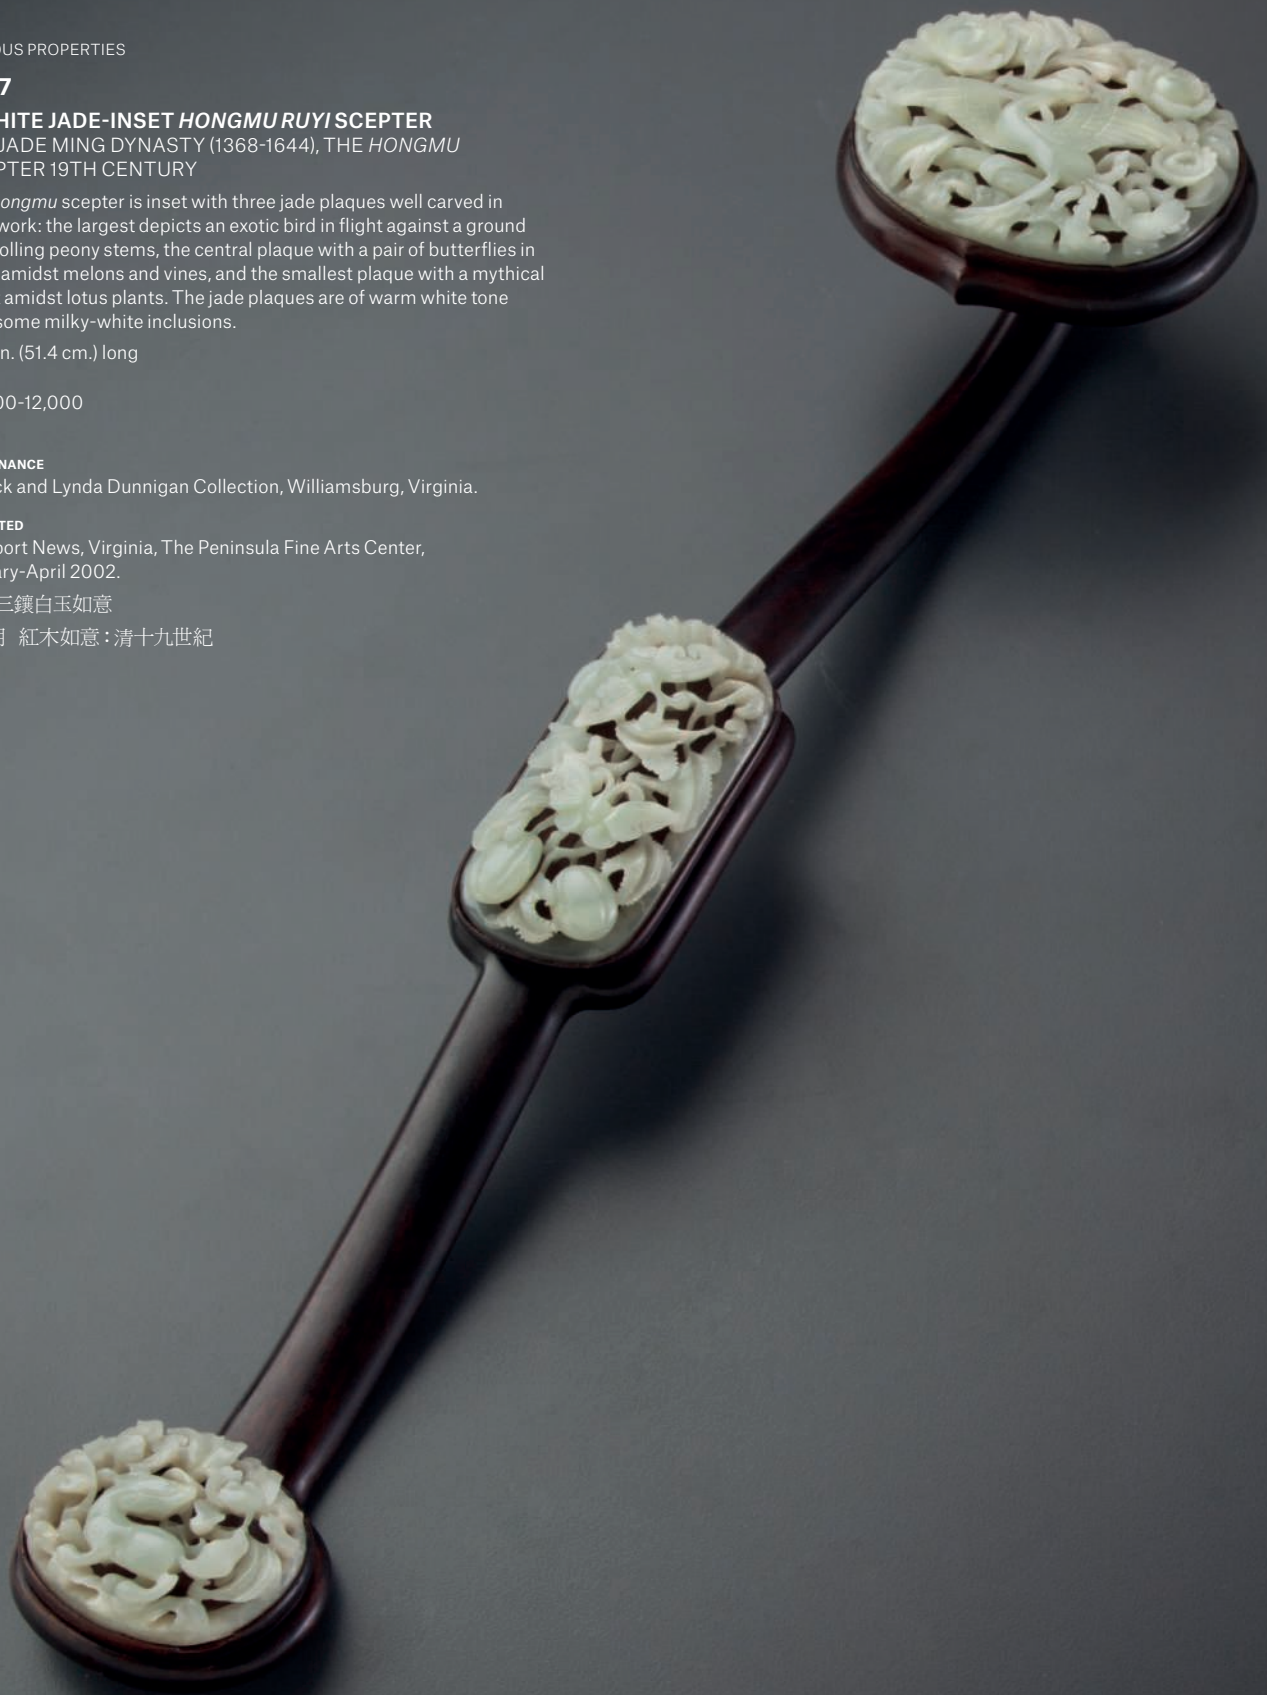 OUS PROPERTIES
7
HITE JADE-INSET HONGMU RUYI SCEPTER
JADE MING DYNASTY (1368-1644), THE HONGMU
PTER 19TH CENTURY
ongmu scepter is inset with three jade plaques well carved in
work: the largest depicts an exotic bird in flight against a ground
olling peony stems, the central plaque with a pair of butterflies in
amidst melons and vines, and the smallest plaque with a mythical
amidst lotus plants. The jade plaques are of warm white tone
some milky-white inclusions.
n. (51.4 cm.) long
00-12,000
NANCE
ck and Lynda Dunnigan Collection, Williamsburg, Virginia.
TED
port News, Virginia, The Peninsula Fine Arts Center,
ary-April 2002.
三鑲白玉如意
紅木如意：清十九世紀